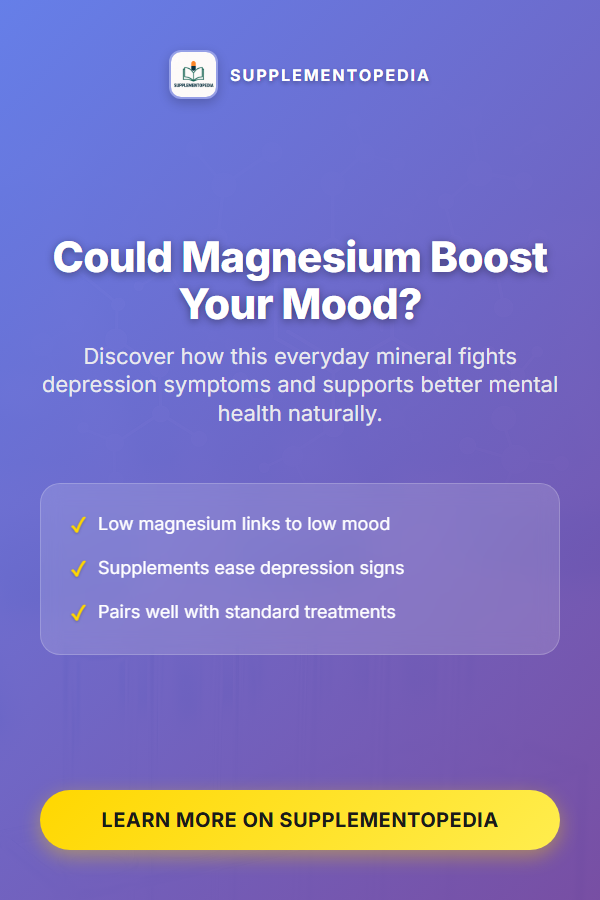 SUPPLEMENTOPEDIA
SUPPLEMENTOPEDIA
Could Magnesium Boost
Your Mood?
Discover how this everyday mineral fights
depression symptoms and supports better mental
health naturally.
✓ Low magnesium links to low mood
✓ Supplements ease depression signs
✓ Pairs well with standard treatments
LEARN MORE ON SUPPLEMENTOPEDIA